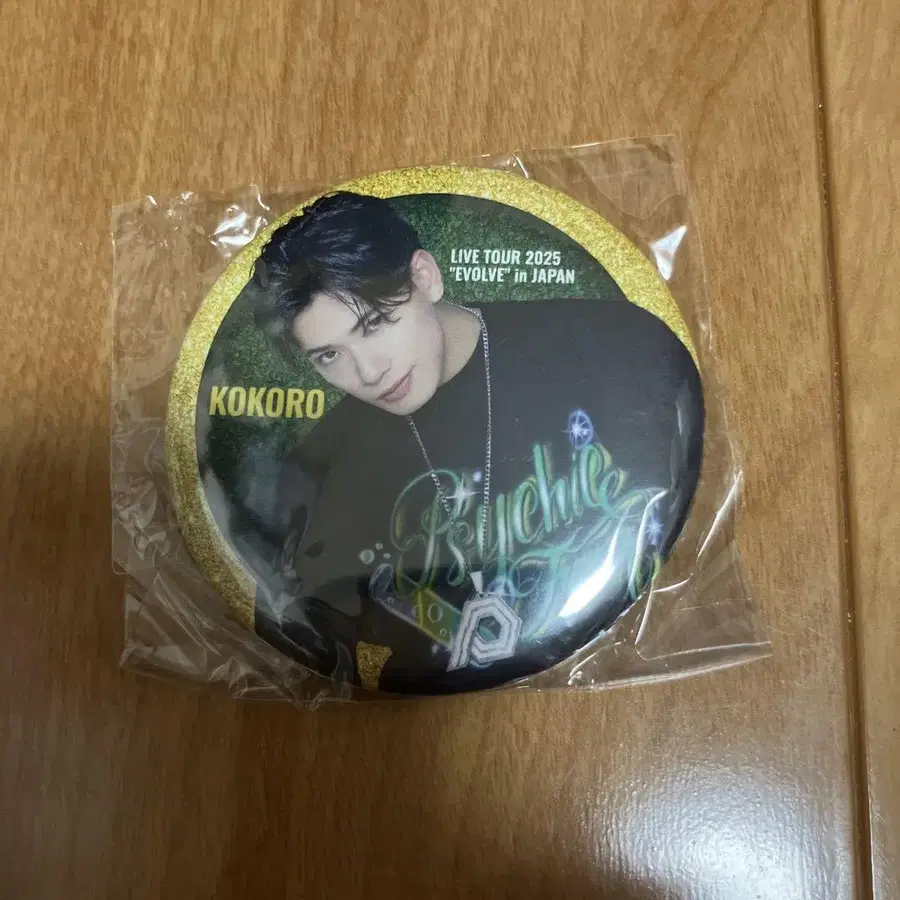 LIVE TOUR 2025
"EVOLVE" in JAPAN
KOKORO
Psychic